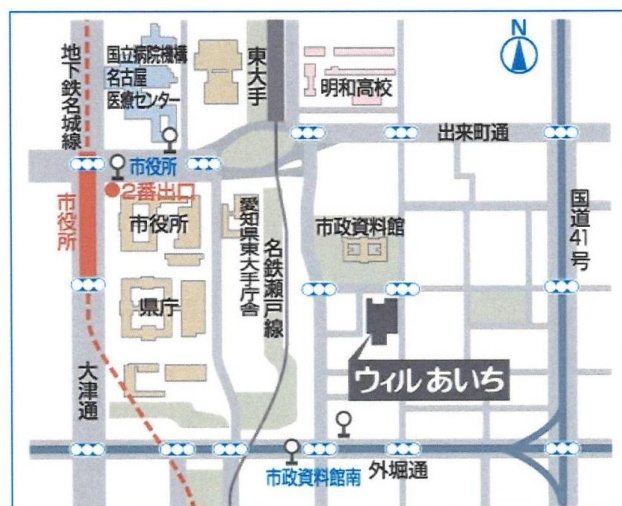 N
地下鉄名城線
国立病院機構
名古屋
医療センター
東大手
明和高校
出来町通
市役所
2番出口
市役所
市役所
愛知県東大手庁舎
名鉄瀬戸線
市政資料館
国道41号
県庁
ウィルあいち
大津通
市政資料館南
外堀通